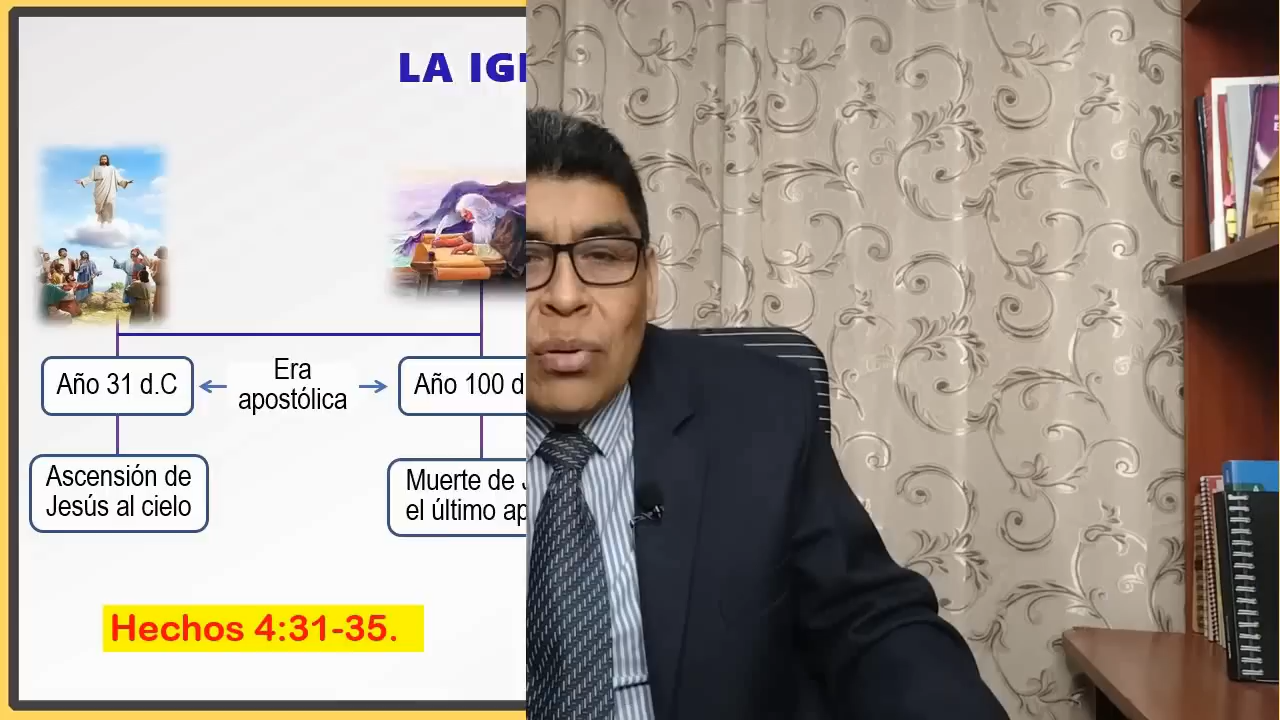 LA IG
Era
Año 31 d.C
Año 100 d
apostólica
Ascensión de
Jesús al cielo
Muerte de
el último ap
Hechos 4:31-35.